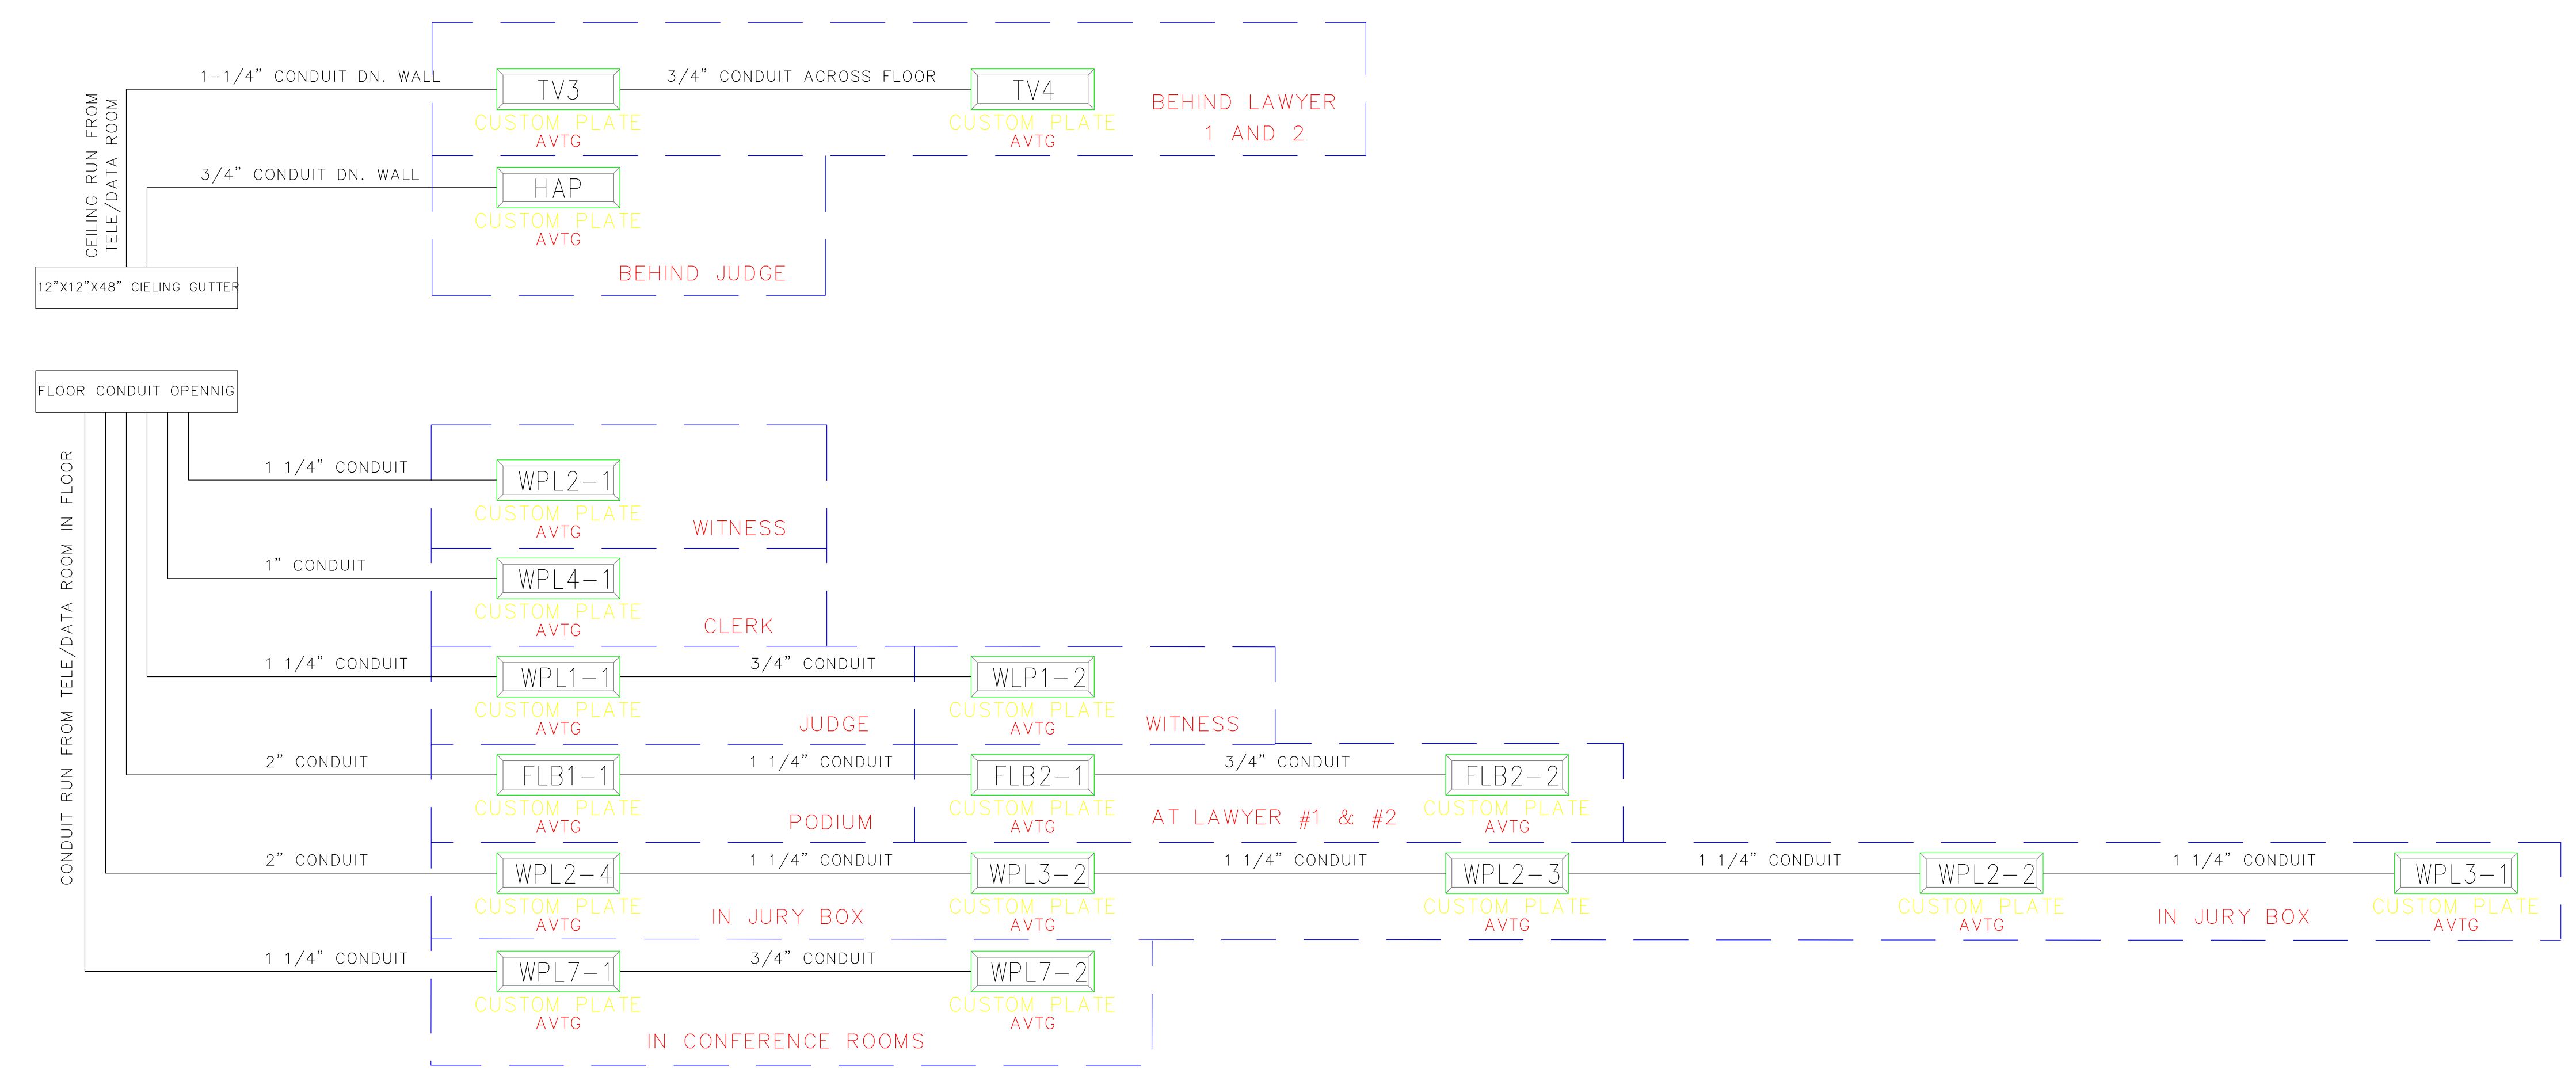 1-1/4" CONDUIT DN. WALL
TV3
CUSTOM PLATE
AVTG
3/4" CONDUIT ACROSS FLOOR
TV4
CUSTOM PLATE
AVTG
BEHIND LAWYER
1 AND 2
CEILING RUN FROM
TELE/DATA ROOM
3/4" CONDUIT DN. WALL
HAP
CUSTOM PLATE
AVTG
BEHIND JUDGE
12"X12"X48" CIELING GUTTER
FLOOR CONDUIT OPENNIG
CONDUIT RUN FROM TELE/DATA ROOM IN FLOOR
1 1/4" CONDUIT
WPL2-1
CUSTOM PLATE
AVTG
WITNESS
1" CONDUIT
WPL4-1
CUSTOM PLATE
AVTG
CLERK
1 1/4" CONDUIT
WPL1-1
CUSTOM PLATE
AVTG
JUDGE
3/4" CONDUIT
WLP1-2
CUSTOM PLATE
AVTG
WITNESS
2" CONDUIT
FLB1-1
CUSTOM PLATE
AVTG
PODIUM
1 1/4" CONDUIT
FLB2-1
CUSTOM PLATE
AVTG
AT LAWYER #1 & #2
3/4" CONDUIT
FLB2-2
CUSTOM PLATE
AVTG
2" CONDUIT
WPL2-4
CUSTOM PLATE
AVTG
IN JURY BOX
1 1/4" CONDUIT
WPL3-2
CUSTOM PLATE
AVTG
1 1/4" CONDUIT
WPL2-3
CUSTOM PLATE
AVTG
1 1/4" CONDUIT
WPL2-2
CUSTOM PLATE
AVTG
IN JURY BOX
1 1/4" CONDUIT
WPL3-1
CUSTOM PLATE
AVTG
1 1/4" CONDUIT
WPL7-1
CUSTOM PLATE
AVTG
3/4" CONDUIT
WPL7-2
CUSTOM PLATE
AVTG
IN CONFERENCE ROOMS